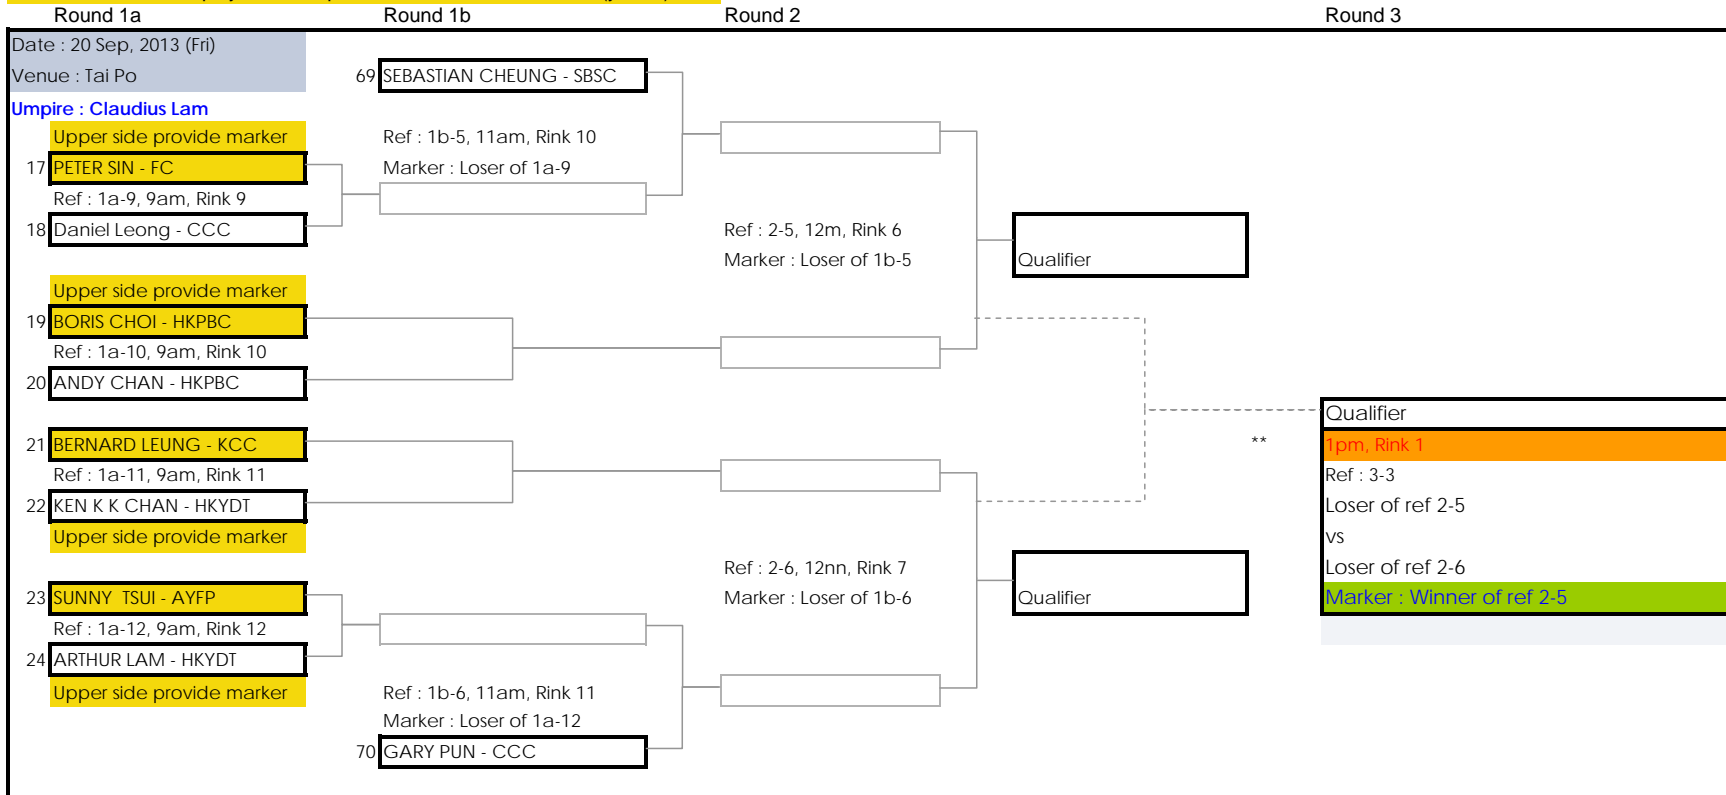 Round 1a Round 1b Round 2 Round 3
Date : 20 Sep, 2013 (Fri)
Venue : Tai Po
69 SEBASTIAN CHEUNG - SBSC
Umpire : Claudius Lam
Upper side provide marker
Ref : 1b-5, 11am, Rink 10
17 PETER SIN - FC
Marker : Loser of 1a-9
Ref : 1a-9, 9am, Rink 9
18 Daniel Leong - CCC
Ref : 2-5, 12m, Rink 6
Marker : Loser of 1b-5
Qualifier
Upper side provide marker
19 BORIS CHOI - HKPBC
Ref : 1a-10, 9am, Rink 10
20 ANDY CHAN - HKPBC
Qualifier
21 BERNARD LEUNG - KCC
**
1pm, Rink 1
Ref : 1a-11, 9am, Rink 11
Ref : 3-3
22 KEN K K CHAN - HKYDT
Loser of ref 2-5
Upper side provide marker
vs
Ref : 2-6, 12nn, Rink 7
Loser of ref 2-6
23 SUNNY  TSUI - AYFP
Marker : Loser of 1b-6
Qualifier
Marker : Winner of ref 2-5
Ref : 1a-12, 9am, Rink 12
24 ARTHUR LAM - HKYDT
Upper side provide marker
Ref : 1b-6, 11am, Rink 11
Marker : Loser of 1a-12
70 GARY PUN - CCC